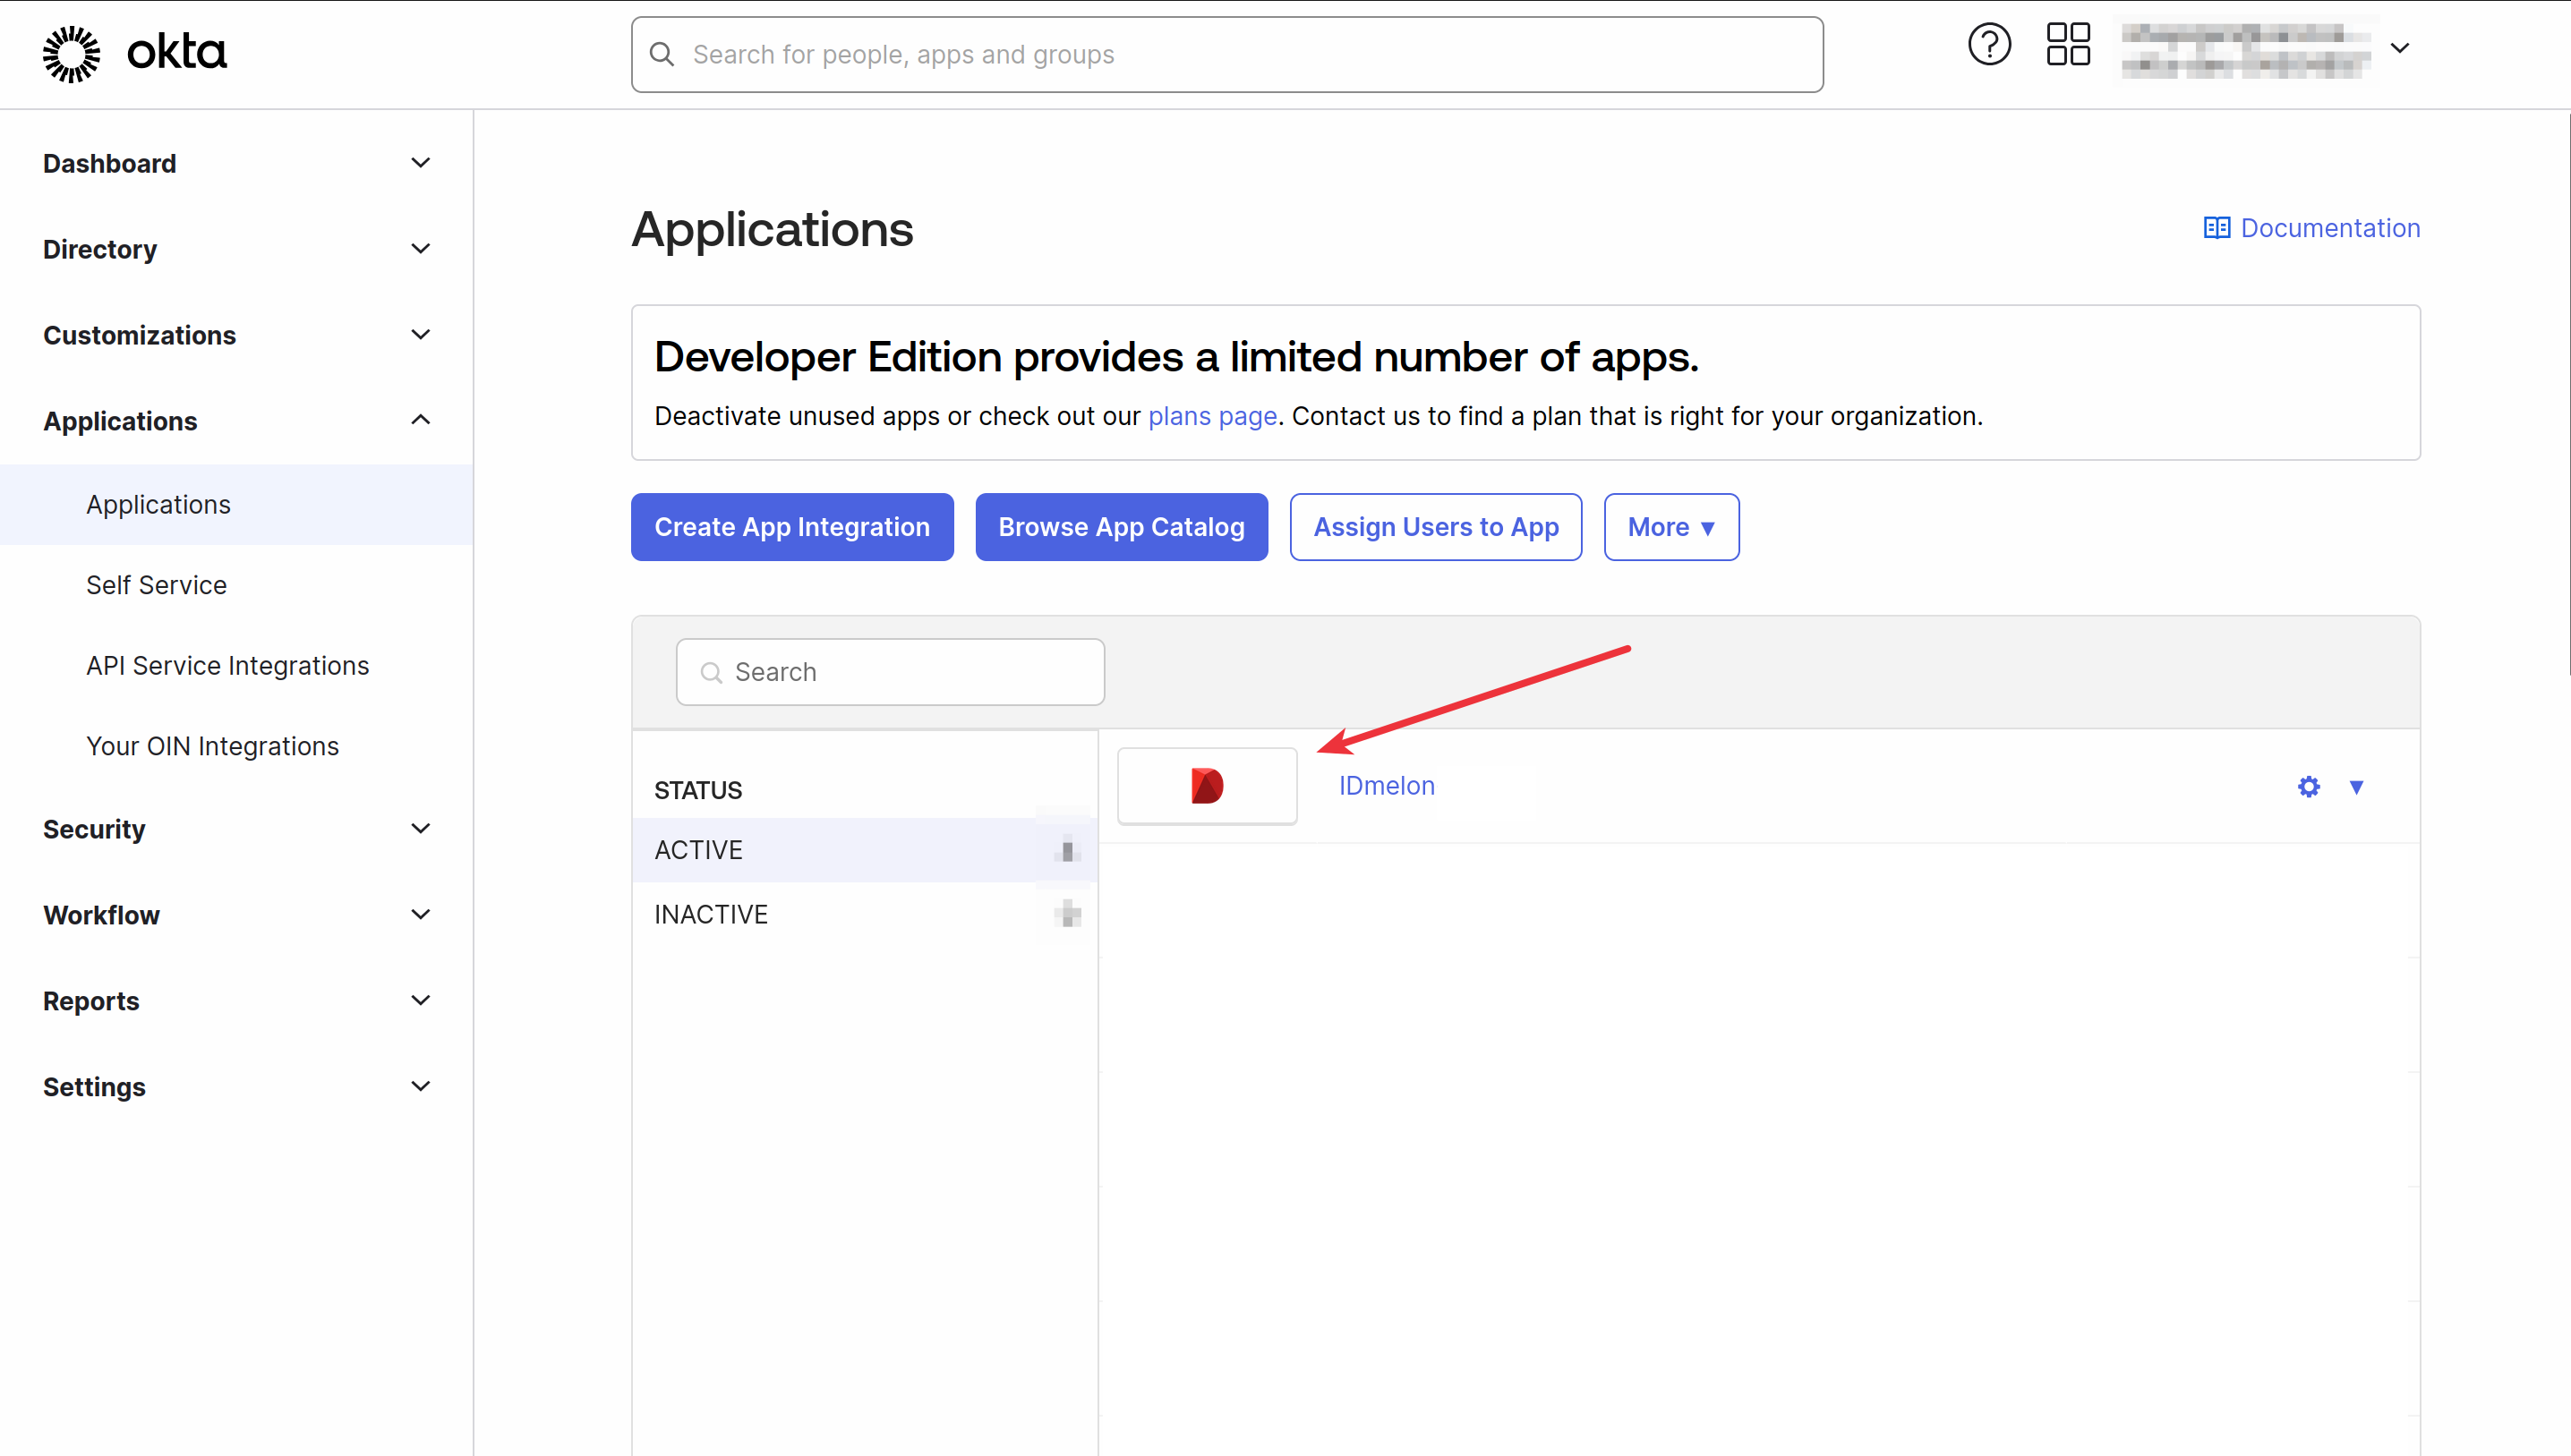 okta
Search for people, apps and groups
Dashboard
Directory
Customizations
Applications
Applications
Self Service
API Service Integrations
Your OIN Integrations
Security
Workflow
Reports
Settings
Applications
Documentation
Developer Edition provides a limited number of apps.
Deactivate unused apps or check out our plans page. Contact us to find a plan that is right for your organization.
Create App Integration
Browse App Catalog
Assign Users to App
More ▼
Search
STATUS
ACTIVE
INACTIVE
IDmelon